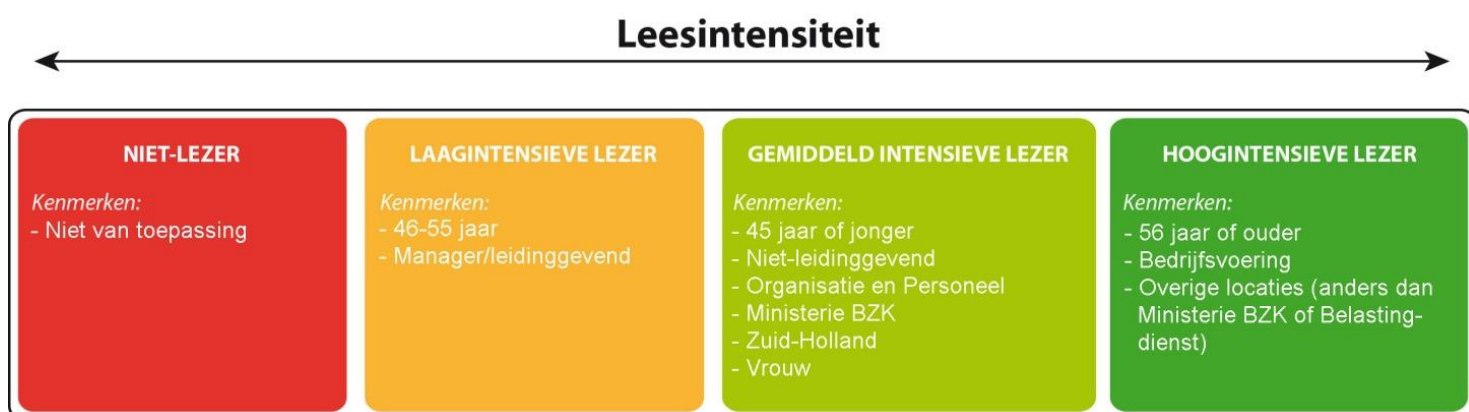 Leesintensiteit
NIET-LEZER
Kenmerken:
- Niet van toepassing
LAAGINTENSIEVE LEZER
Kenmerken:
- 46-55 jaar
- Manager/leidinggevend
GEMIDDELD INTENSIEVE LEZER
Kenmerken:
- 45 jaar of jonger
- Niet-leidinggevend
- Organisatie en Personeel
- Ministerie BZK
- Zuid-Holland
- Vrouw
HOOGINTENSIEVE LEZER
Kenmerken:
- 56 jaar of ouder
- Bedrijfsvoering
- Overige locaties (anders dan
Ministerie BZK of Belasting-
dienst)